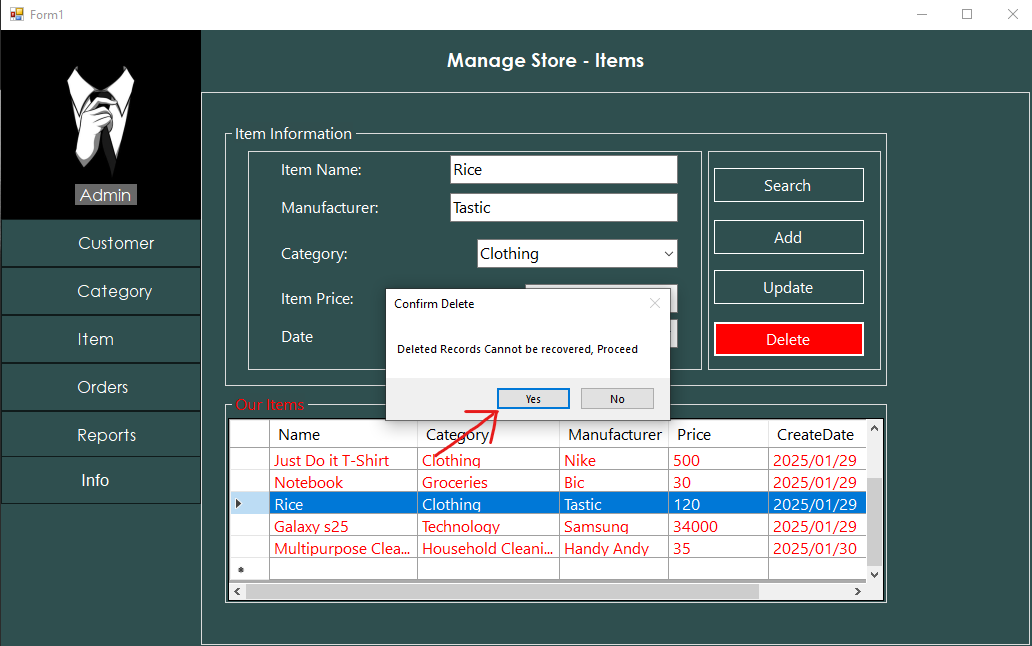 Form1
Manage Store - Items
Admin
Customer
Category
Item
Orders
Reports
Info
Item Information
Item Name: Rice
Manufacturer: Tastic
Category: Clothing
Item Price:
Date
Search
Add
Update
Delete
Confirm Delete
Deleted Records Cannot be recovered, Proceed
Yes No
Our Items
Name Category Manufacturer Price CreateDate
Just Do it T-Shirt Clothing Nike 500 2025/01/29
Notebook Groceries Bic 30 2025/01/29
Rice Clothing Tastic 120 2025/01/29
Galaxy s25 Technology Samsung 34000 2025/01/29
Multipurpose Clea... Household Cleani... Handy Andy 35 2025/01/30